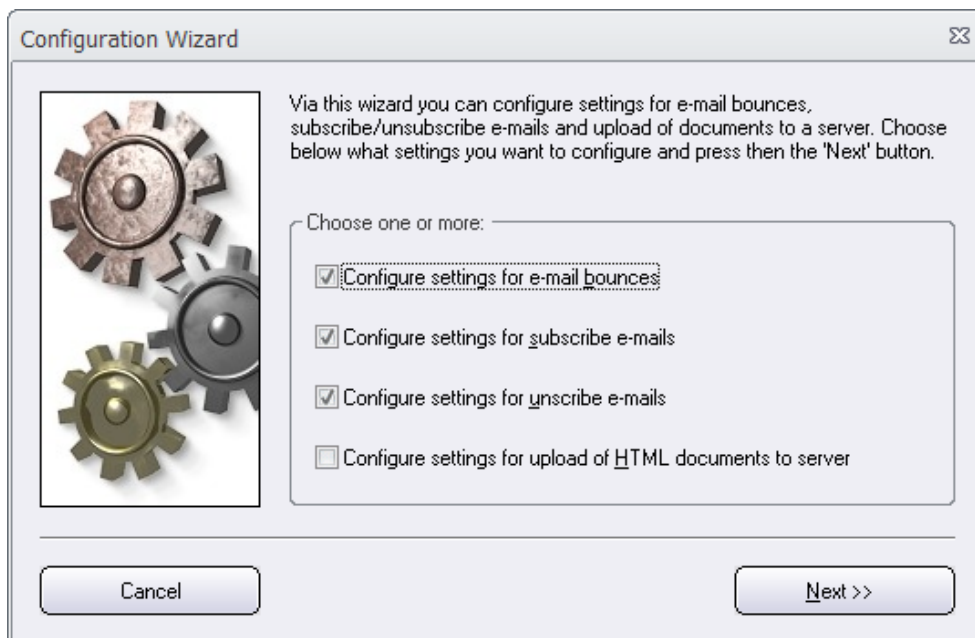 Configuration Wizard
Via this wizard you can configure settings for e-mail bounces,
subscribe/unsubscribe e-mails and upload of documents to a server. Choose
below what settings you want to configure and press then the 'Next' button.
Choose one or more:
Configure settings for e-mail bounces
Configure settings for subscribe e-mails
Configure settings for unscribe e-mails
Configure settings for upload of HTML documents to server
Cancel
Next >>